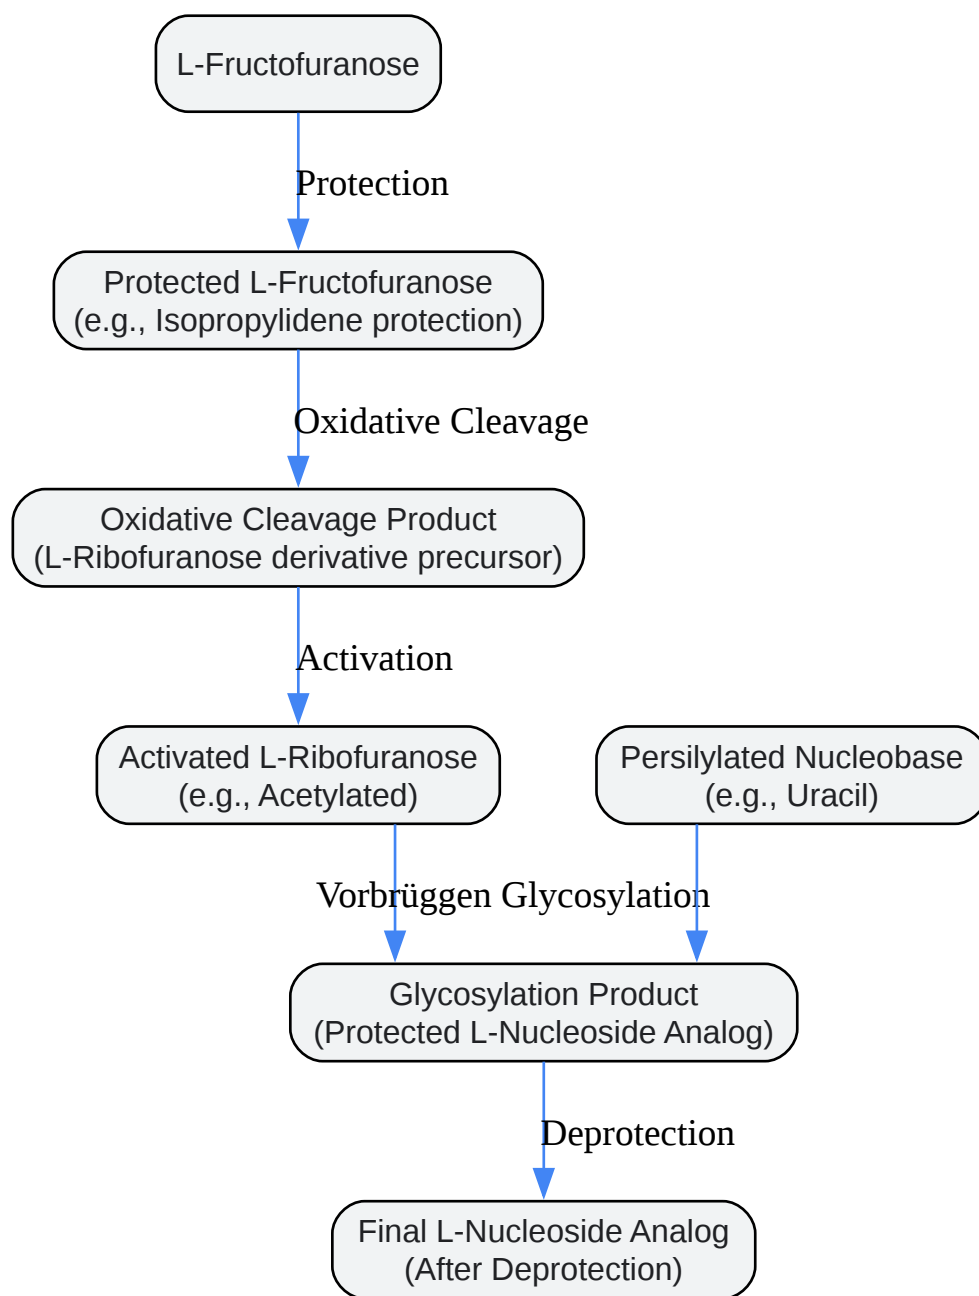 L-Fructofuranose
Protection
Protected L-Fructofuranose
(e.g., Isopropylidene protection)
Oxidative Cleavage
Oxidative Cleavage Product
(L-Ribofuranose derivative precursor)
Activation
Activated L-Ribofuranose
(e.g., Acetylated)
Persilylated Nucleobase
(e.g., Uracil)
Vorbrüggen Glycosylation
Glycosylation Product
(Protected L-Nucleoside Analog)
Deprotection
Final L-Nucleoside Analog
(After Deprotection)